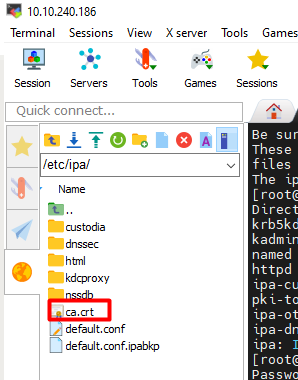 10.10.240.186
Terminal Sessions View X server Tools Games
Session Servers Tools Games Sessions
Quick connect...
/etc/ipa/
Name
..
custodia
dnssec
html
kdcproxy
nssdb
ca.crt
default.conf
default.conf.ipabkp
Be sur
These
files
The ip
[root@
Direct
krb5kd
kadmin
named
httpd
ipa-cu
pki-to
ipa-ot
ipa-dn
ipa: I
[root@
Passwo